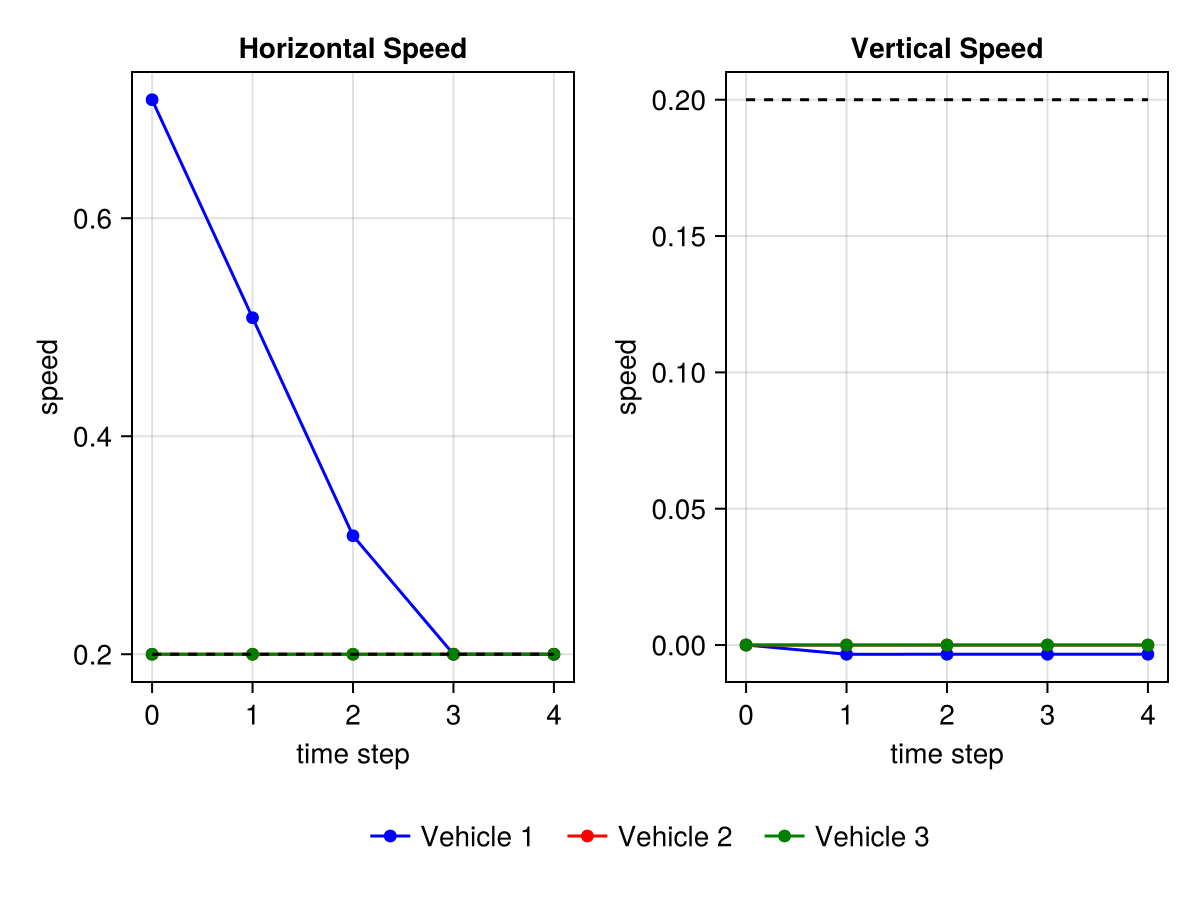 Horizontal Speed
speed
0.6
0.4
0.2
0 1 2 3 4
time step
Vertical Speed
speed
0.20
0.15
0.10
0.05
0.00
0 1 2 3 4
time step
Vehicle 1 Vehicle 2 Vehicle 3